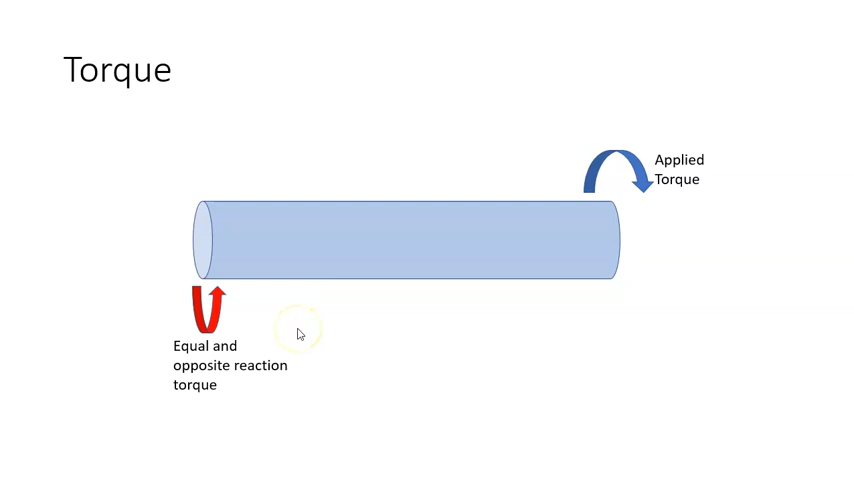 Torque
Applied
Torque
Equal and
opposite reaction
torque